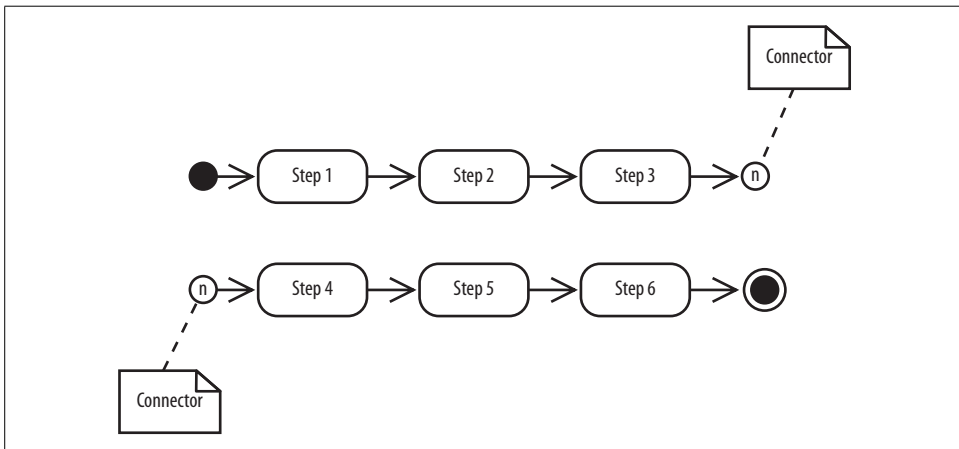 Connector
Step 1
Step 2
Step 3
n
n
Step 4
Step 5
Step 6
Connector